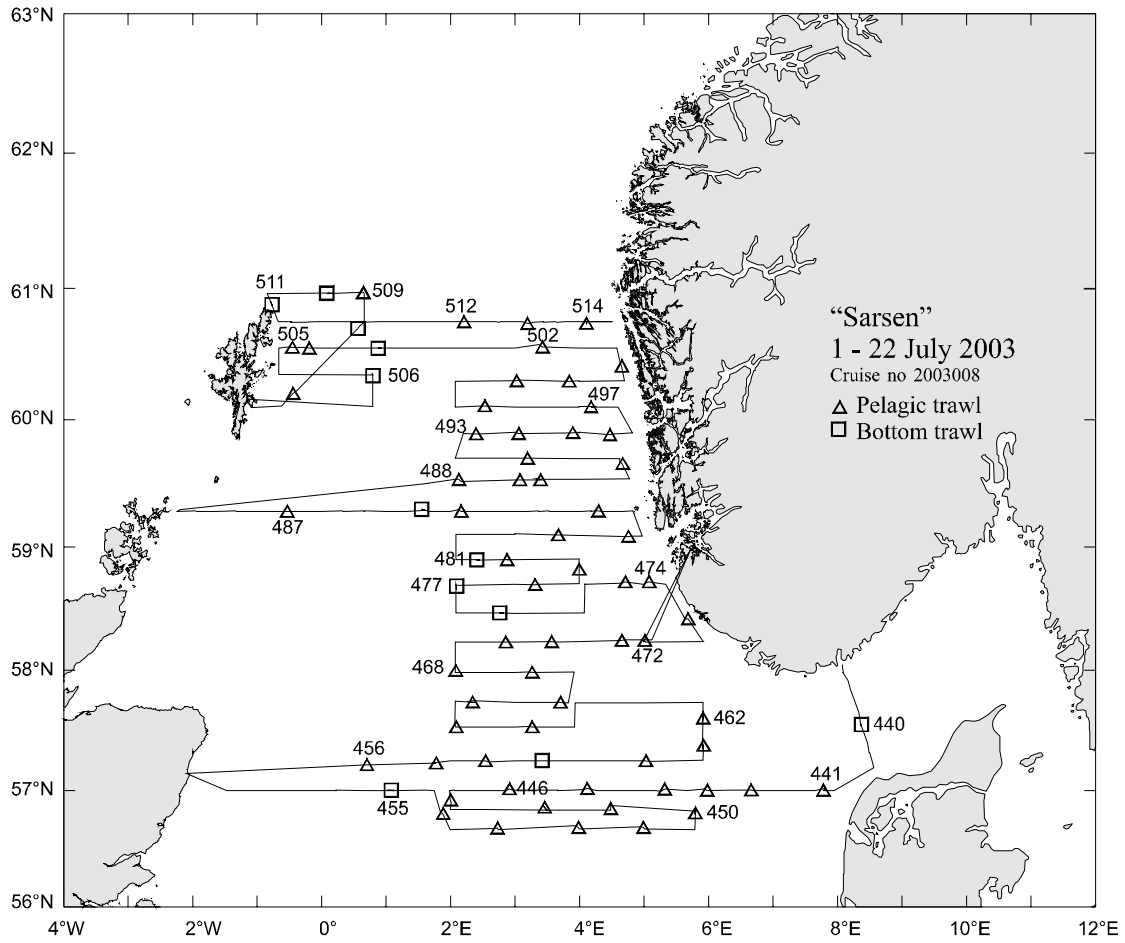 63°N
62°N
61°N
60°N
59°N
58°N
57°N
56°N
4°W
2°W
0°
2°E
4°E
6°E
8°E
10°E
12°E
511
509
512
514
505
502
506
497
493
488
487
481
474
477
472
468
462
456
440
446
441
455
450
“Sarsen”
1 - 22 July 2003
Cruise no 2003008
Pelagic trawl
Bottom trawl